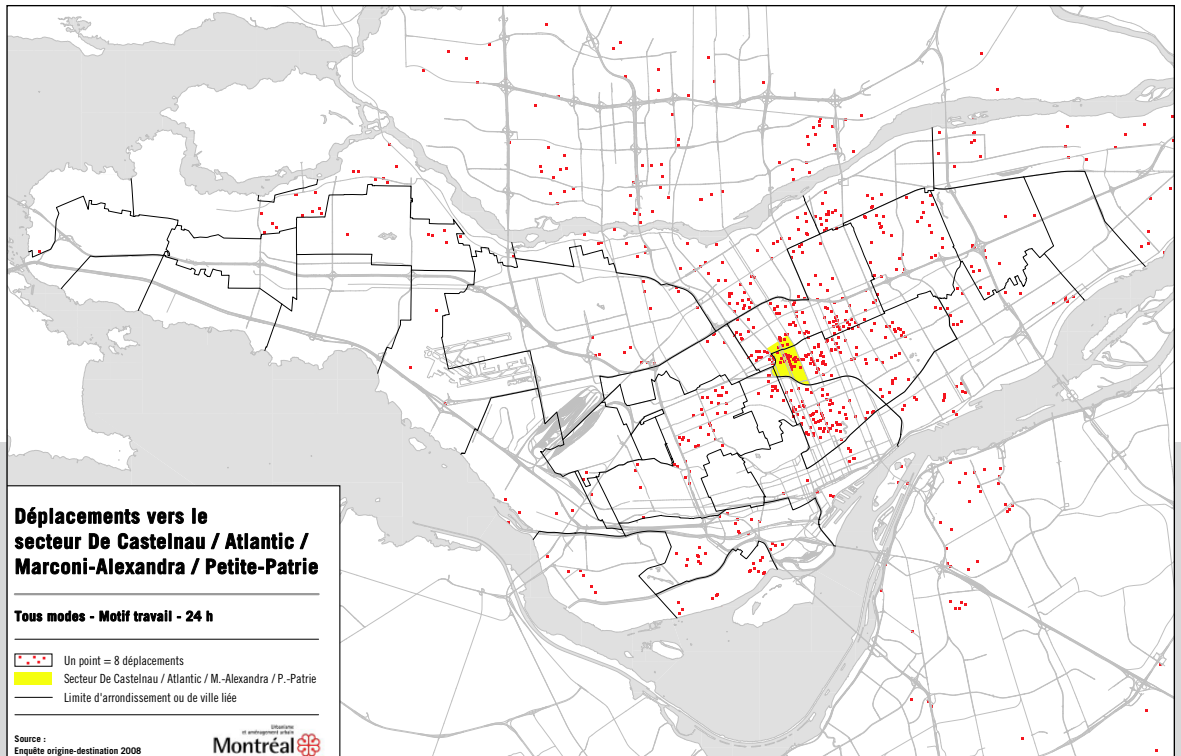 Déplacements vers le
secteur De Castelnau / Atlantic /
Marconi-Alexandra / Petite-Patrie
Tous modes - Motif travail - 24 h
Un point = 8 déplacements
Secteur De Castelnau / Atlantic / M.-Alexandra / P.-Patrie
Limite d'arrondissement ou de ville liée
Source :
Enquête origine-destination 2008
Urbanisme
et aménagement urbain
Montréal